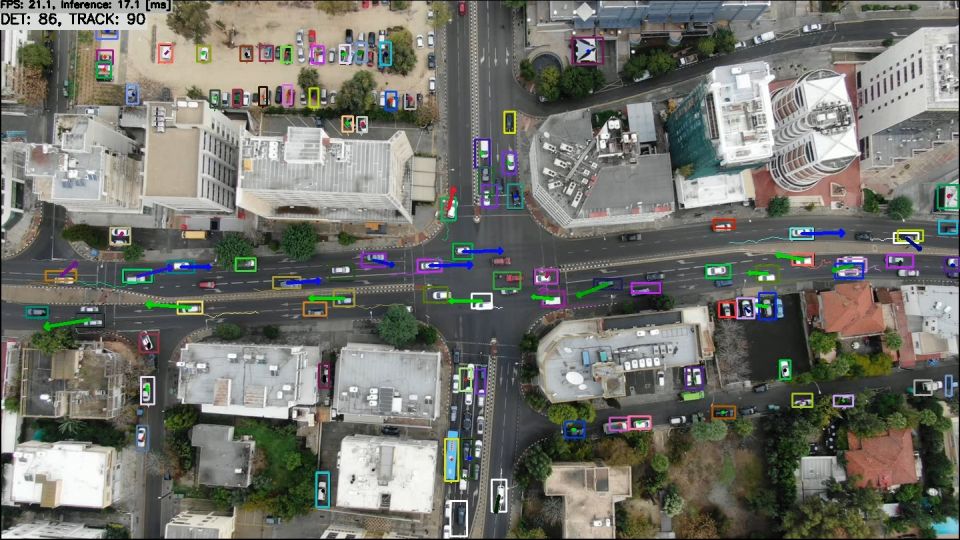 FPS: 21.1, Inference: 17.1 [ms]
DET: 86, TRACK: 90